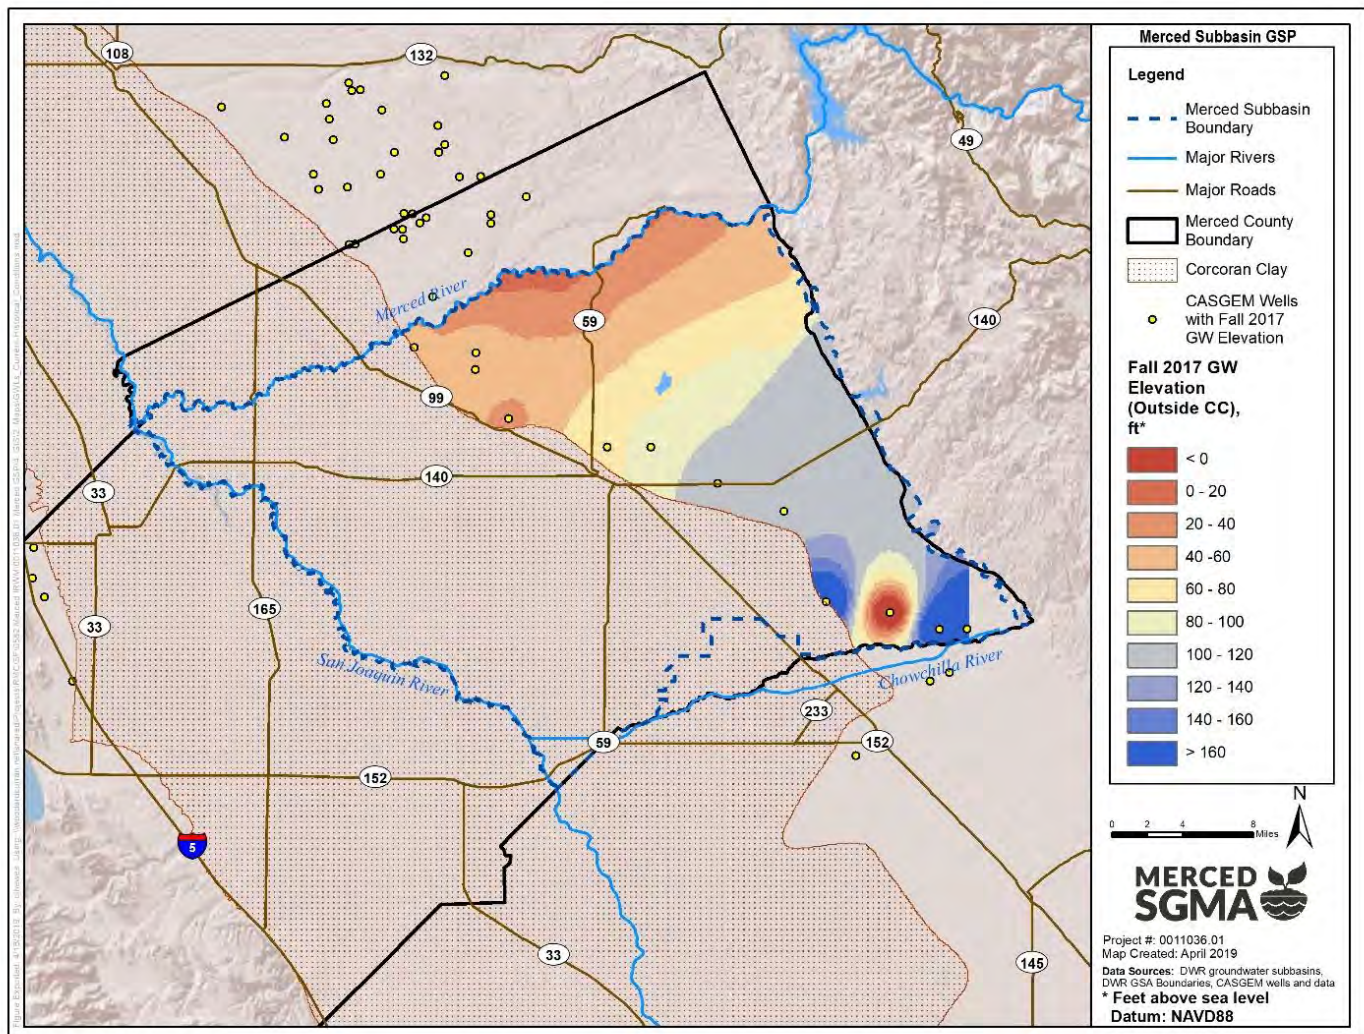 Merced Subbasin GSP
Legend
Merced Subbasin
Boundary
Major Rivers
Major Roads
Merced County
Boundary
Corcoran Clay
CASGEM Wells
with Fall 2017
GW Elevation
Fall 2017 GW
Elevation
(Outside CC),
ft*
< 0
0 - 20
20 - 40
40 -60
60 - 80
80 - 100
100 - 120
120 - 140
140 - 160
> 160
N
0 2 4 8
Miles
MERCED
SGMA
Project #: 0011036.01
Map Created: April 2019
Data Sources: DWR groundwater subbasins,
DWR GSA Boundaries, CASGEM wells and data
* Feet above sea level
Datum: NAVD88
108
132
49
Merced River
59
140
99
140
33
165
33
San Joaquin River
Chowchilla River
233
59
152
152
5
33
145